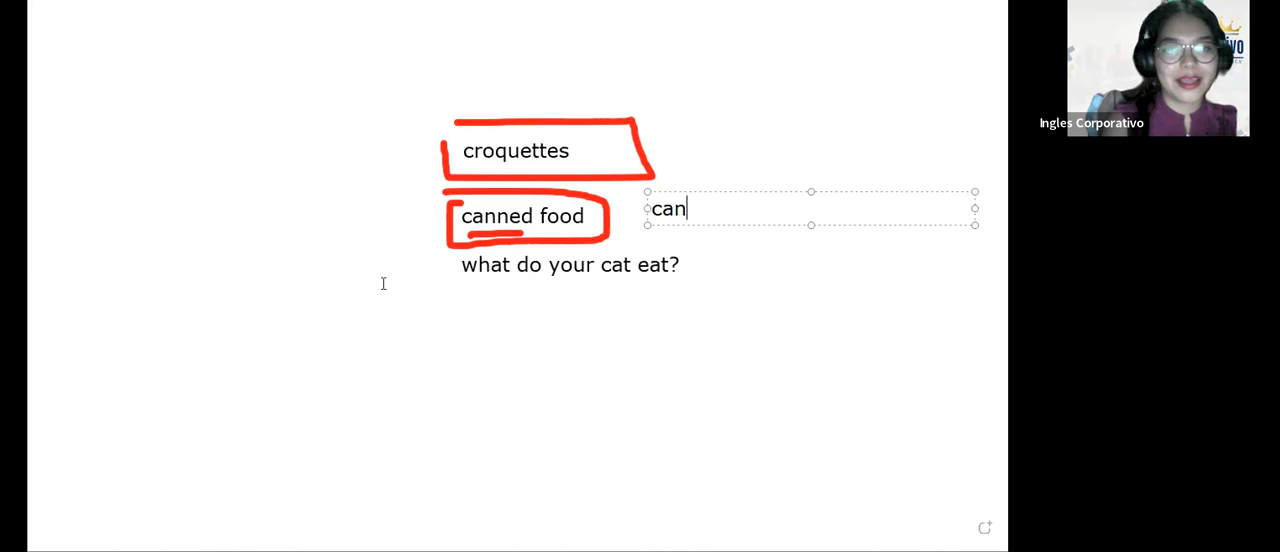 croquettes
canned food
can
what do your cat eat?
Ingles Corporativo